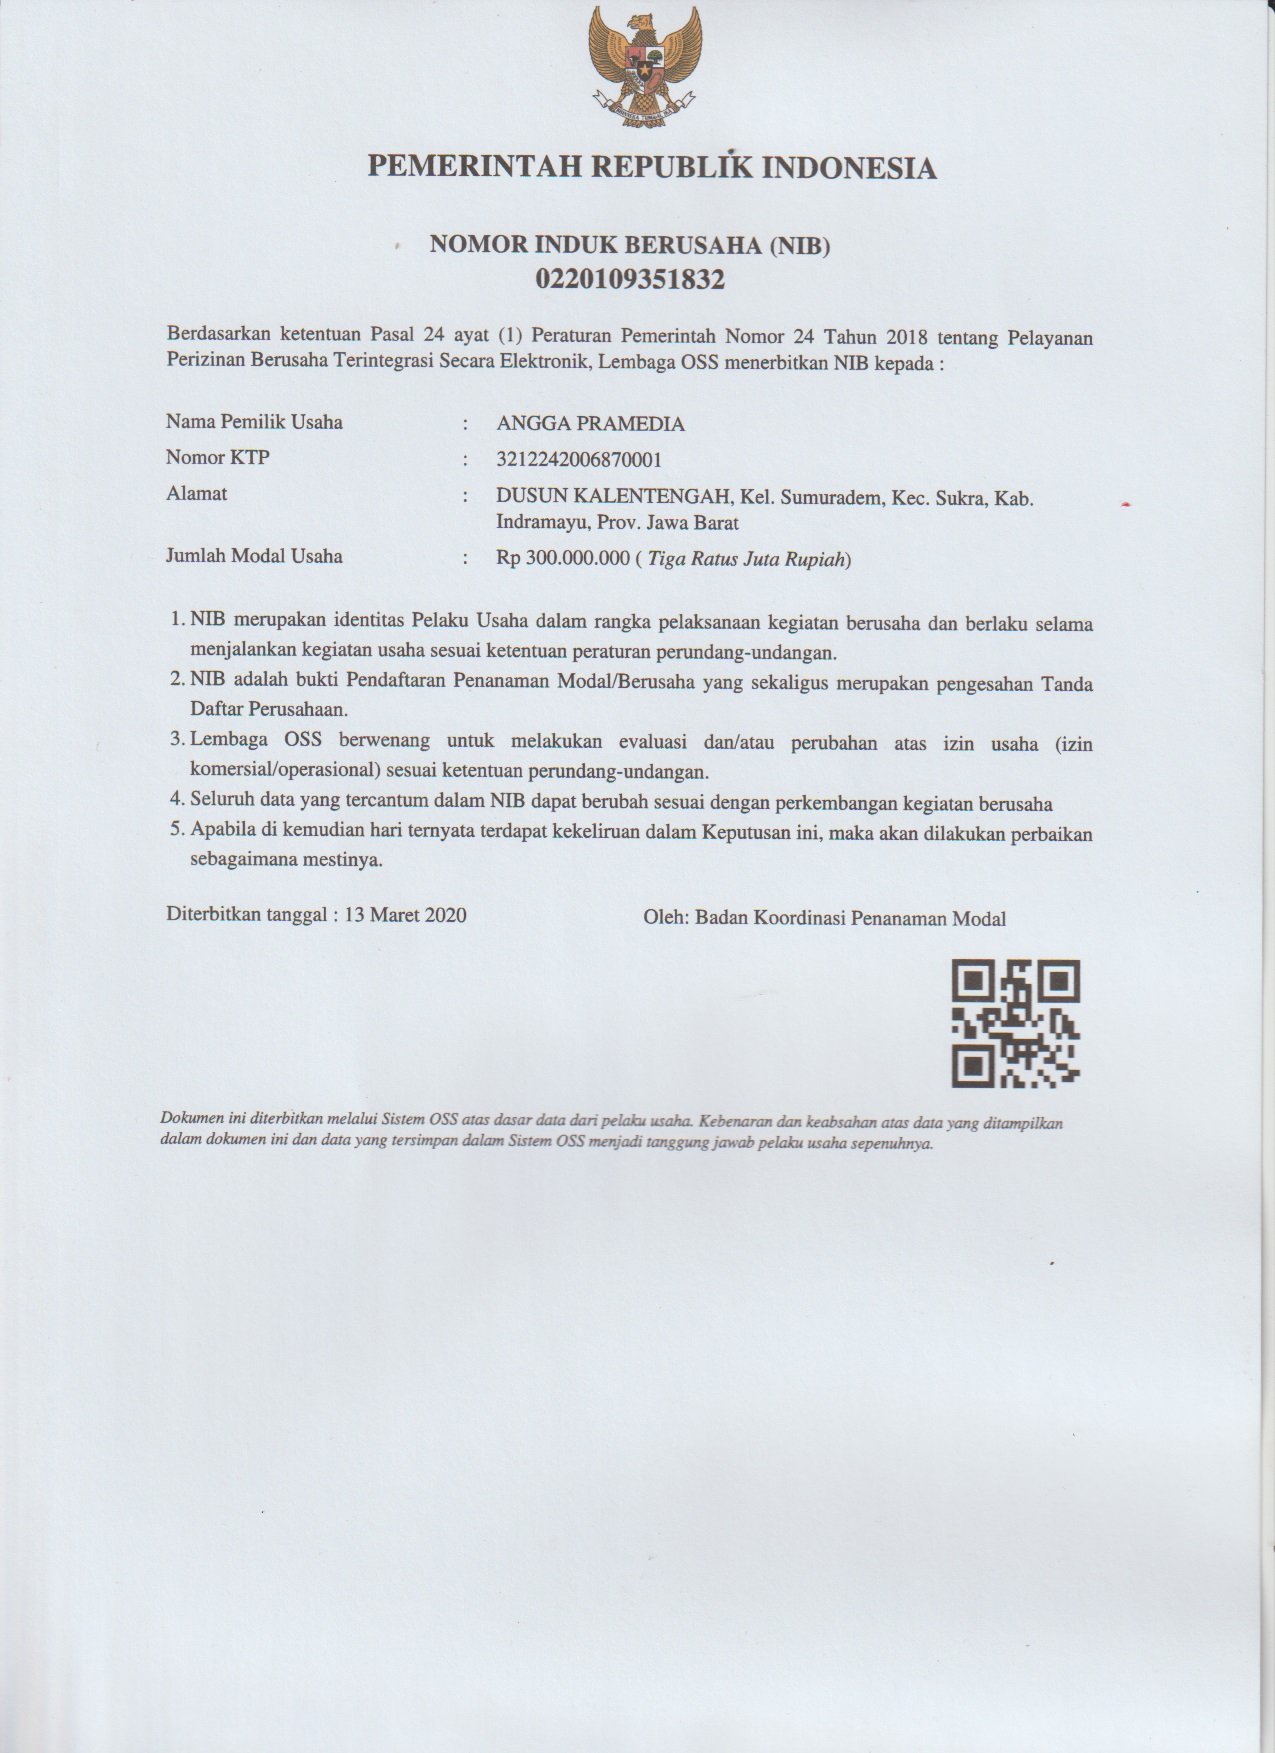 PEMERINTAH REPUBLIK INDONESIA
NOMOR INDUK BERUSAHA (NIB)
0220109351832
Berdasarkan ketentuan Pasal 24 ayat (1) Peraturan Pemerintah Nomor 24 Tahun 2018 tentang Pelayanan
Perizinan Berusaha Terintegrasi Secara Elektronik, Lembaga OSS menerbitkan NIB kepada :
Nama Pemilik Usaha : ANGGA PRAMEDIA
Nomor KTP : 3212242006870001
Alamat : DUSUN KALENTENGAH, Kel. Sumuradem, Kec. Sukra, Kab.
Indramayu, Prov. Jawa Barat
Jumlah Modal Usaha : Rp 300.000.000 ( Tiga Ratus Juta Rupiah)
1. NIB merupakan identitas Pelaku Usaha dalam rangka pelaksanaan kegiatan berusaha dan berlaku selama
menjalankan kegiatan usaha sesuai ketentuan peraturan perundang-undangan.
2. NIB adalah bukti Pendaftaran Penanaman Modal/Berusaha yang sekaligus merupakan pengesahan Tanda
Daftar Perusahaan.
3. Lembaga OSS berwenang untuk melakukan evaluasi dan/atau perubahan atas izin usaha (izin
komersial/operasional) sesuai ketentuan perundang-undangan.
4. Seluruh data yang tercantum dalam NIB dapat berubah sesuai dengan perkembangan kegiatan berusaha
5. Apabila di kemudian hari ternyata terdapat kekeliruan dalam Keputusan ini, maka akan dilakukan perbaikan
sebagaimana mestinya.
Diterbitkan tanggal : 13 Maret 2020 Oleh: Badan Koordinasi Penanaman Modal
Dokumen ini diterbitkan melalui Sistem OSS atas dasar data dari pelaku usaha. Kebenaran dan keabsahan atas data yang ditampilkan
dalam dokumen ini dan data yang tersimpan dalam Sistem OSS menjadi tanggung jawab pelaku usaha sepenuhnya.